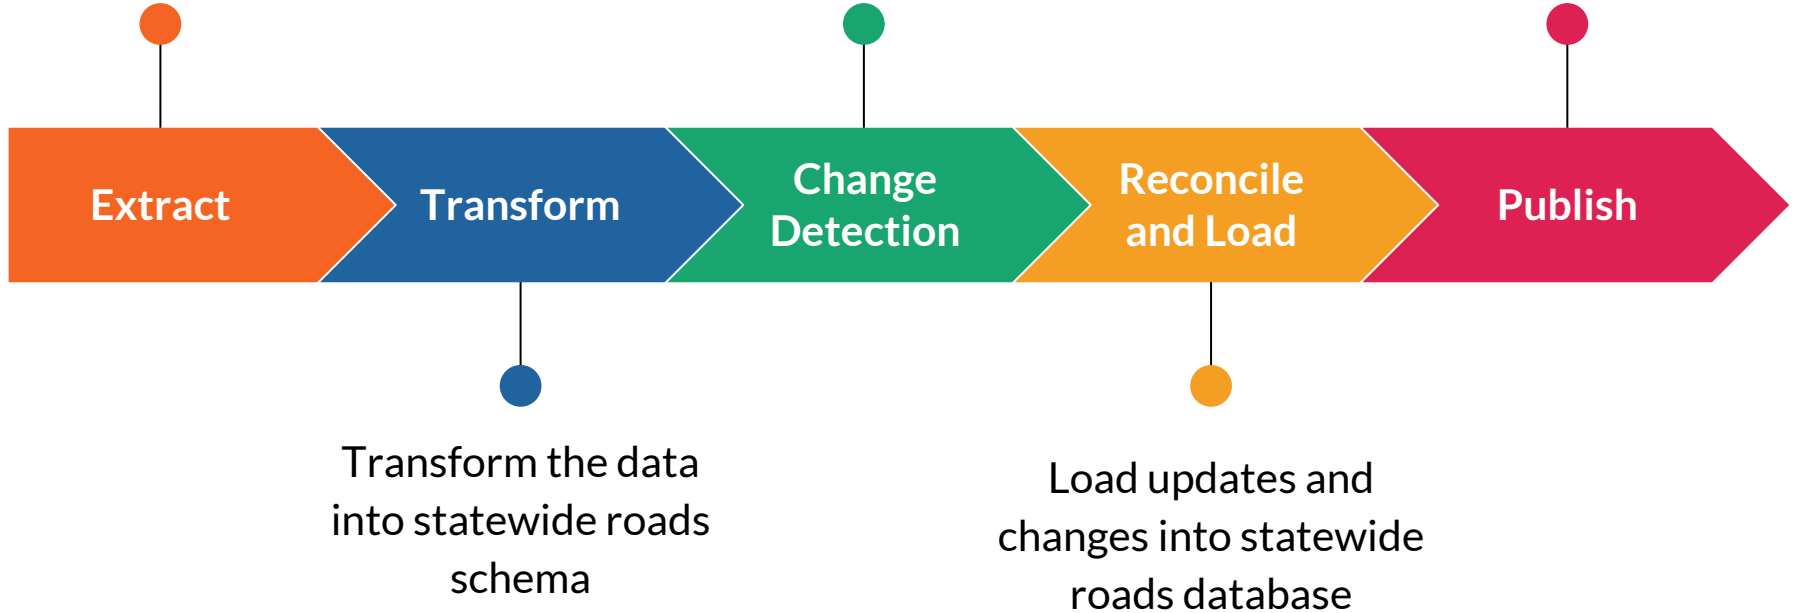 Extract
Transform
Change
Detection
Reconcile
and Load
Publish
Transform the data
into statewide roads
schema
Load updates and
changes into statewide
roads database